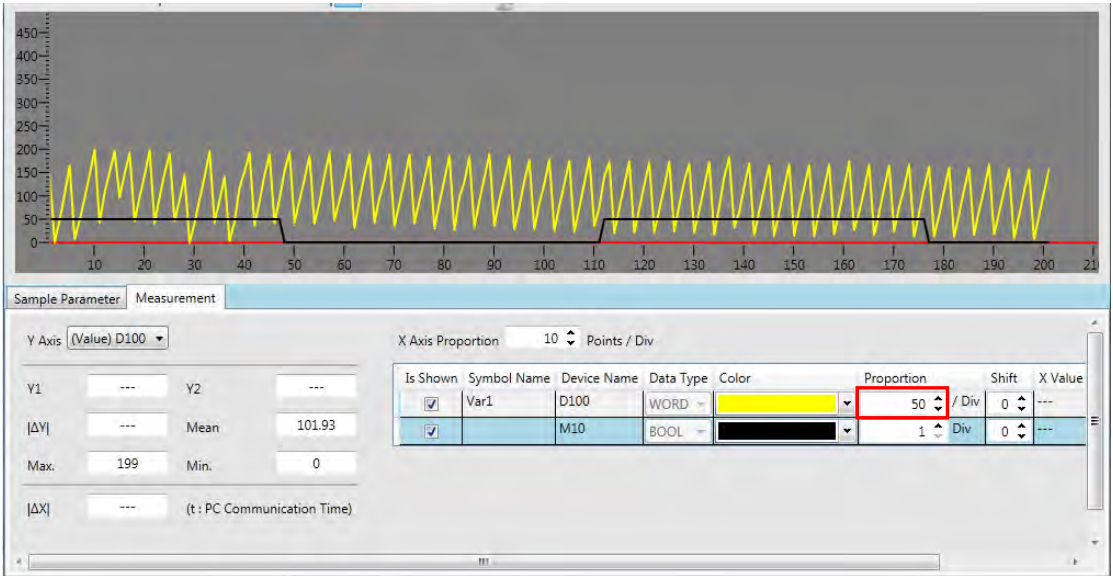 450
400
350
300
250
200
150
100
50
0
10 20 30 40 50 60 70 80 90 100 110 120 130 140 150 160 170 180 190 200 21
Sample Parameter Measurement
Y Axis (Value) D100 X Axis Proportion 10 Points / Div
Is Shown Symbol Name Device Name Data Type Color Proportion Shift X Value
Var1 D100 WORD 50 / Div 0 ---
M10 BOOL 1 Div 0 ---
Y1 --- Y2 ---
|ΔY| --- Mean 101.93
Max. 199 Min. 0
|ΔX| --- (t : PC Communication Time)